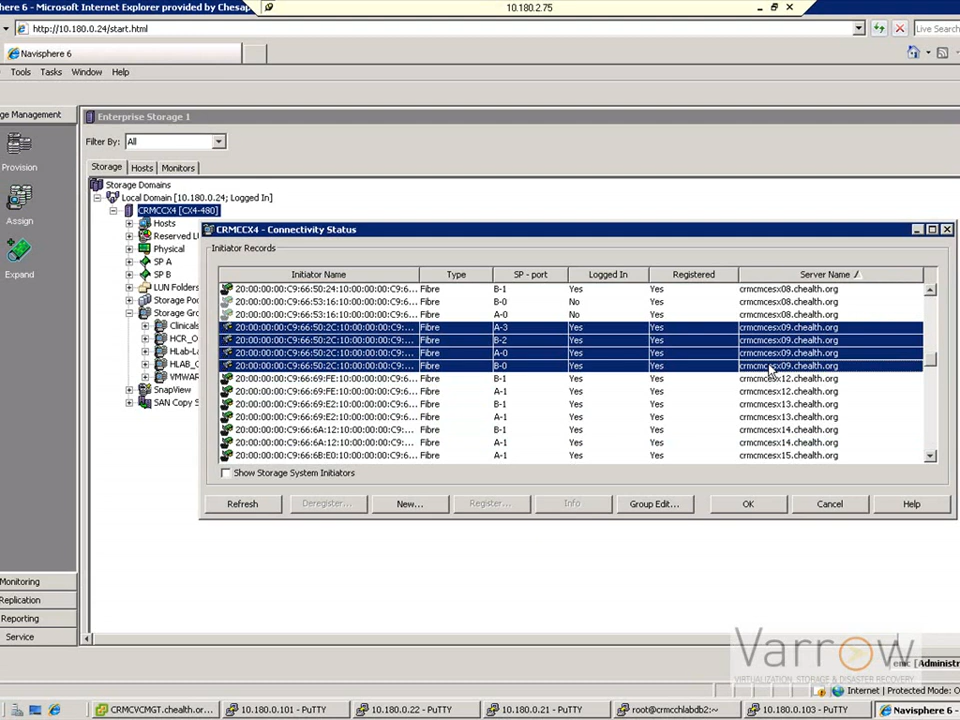 here 6 - Microsoft Internet Explorer provided by Chesap
10.180.2.75
http://10.180.0.24/start.html
Live Search
Navisphere 6
Tools Tasks Window Help
ge Management
Enterprise Storage 1
Filter By: All
Provision
Storage Hosts Monitors
Storage Domains
Local Domain [10.180.0.24; Logged In]
CRMCCX4 [CX4-480]
Assign
Hosts
Reserved LU
Physical
SP A
SP B
Expand
LUN Folders
Storage Poo
Storage Gro
Clinicals
HCR_O
HLab-La
HLAB_O
VMWAR
SnapView
SAN Copy S
CRMCCX4 - Connectivity Status
Initiator Records
Initiator Name Type SP - port Logged In Registered Server Name
20:00:00:00:C9:66:50:24:10:00:00:00:C9:6... Fibre B-1 Yes Yes crmcmcesx08.chealth.org
20:00:00:00:C9:66:53:16:10:00:00:00:C9:6... Fibre B-0 No Yes crmcmcesx08.chealth.org
20:00:00:00:C9:66:53:16:10:00:00:00:C9:6... Fibre A-0 No Yes crmcmcesx08.chealth.org
20:00:00:00:C9:66:50:2C:10:00:00:00:C9:... Fibre A-3 Yes Yes crmcmcesx09.chealth.org
20:00:00:00:C9:66:50:2C:10:00:00:00:C9:... Fibre B-2 Yes Yes crmcmcesx09.chealth.org
20:00:00:00:C9:66:50:2C:10:00:00:00:C9:... Fibre A-0 Yes Yes crmcmcesx09.chealth.org
20:00:00:00:C9:66:50:2C:10:00:00:00:C9:... Fibre B-0 Yes Yes crmcmcesx09.chealth.org
20:00:00:00:C9:66:69:FE:10:00:00:00:C9:6... Fibre B-1 Yes Yes crmcmcesx12.chealth.org
20:00:00:00:C9:66:69:FE:10:00:00:00:C9:6... Fibre A-1 Yes Yes crmcmcesx12.chealth.org
20:00:00:00:C9:66:69:E2:10:00:00:00:C9:6... Fibre B-1 Yes Yes crmcmcesx13.chealth.org
20:00:00:00:C9:66:69:E2:10:00:00:00:C9:6... Fibre A-1 Yes Yes crmcmcesx13.chealth.org
20:00:00:00:C9:66:6A:12:10:00:00:00:C9:6... Fibre B-1 Yes Yes crmcmcesx14.chealth.org
20:00:00:00:C9:66:6A:12:10:00:00:00:C9:6... Fibre A-1 Yes Yes crmcmcesx14.chealth.org
20:00:00:00:C9:66:6B:E0:10:00:00:00:C9:6... Fibre A-1 Yes Yes crmcmcesx15.chealth.org
Show Storage System Initiators
Refresh Deregister... New... Register... Info Group Edit... OK Cancel Help
Monitoring
Replication
Reporting
Service
Varrow
VIRTUALIZATION, STORAGE & DISASTER RECOVERY
emc [Administr
Internet | Protected Mode: O
CRMCVCMGT.chealth.or... 10.180.0.101 - PuTTY 10.180.0.22 - PuTTY 10.180.0.21 - PuTTY root@crmcchlabdb2:~ 10.180.0.103 - PuTTY Navisphere 6 -